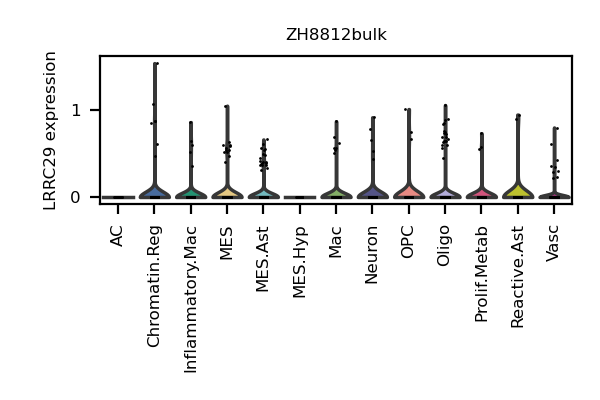 ZH8812bulk
LRRC29 expression
1
0
AC
Chromatin.Reg
Inflammatory.Mac
MES
MES.Ast
MES.Hyp
Mac
Neuron
OPC
Oligo
Prolif.Metab
Reactive.Ast
Vasc